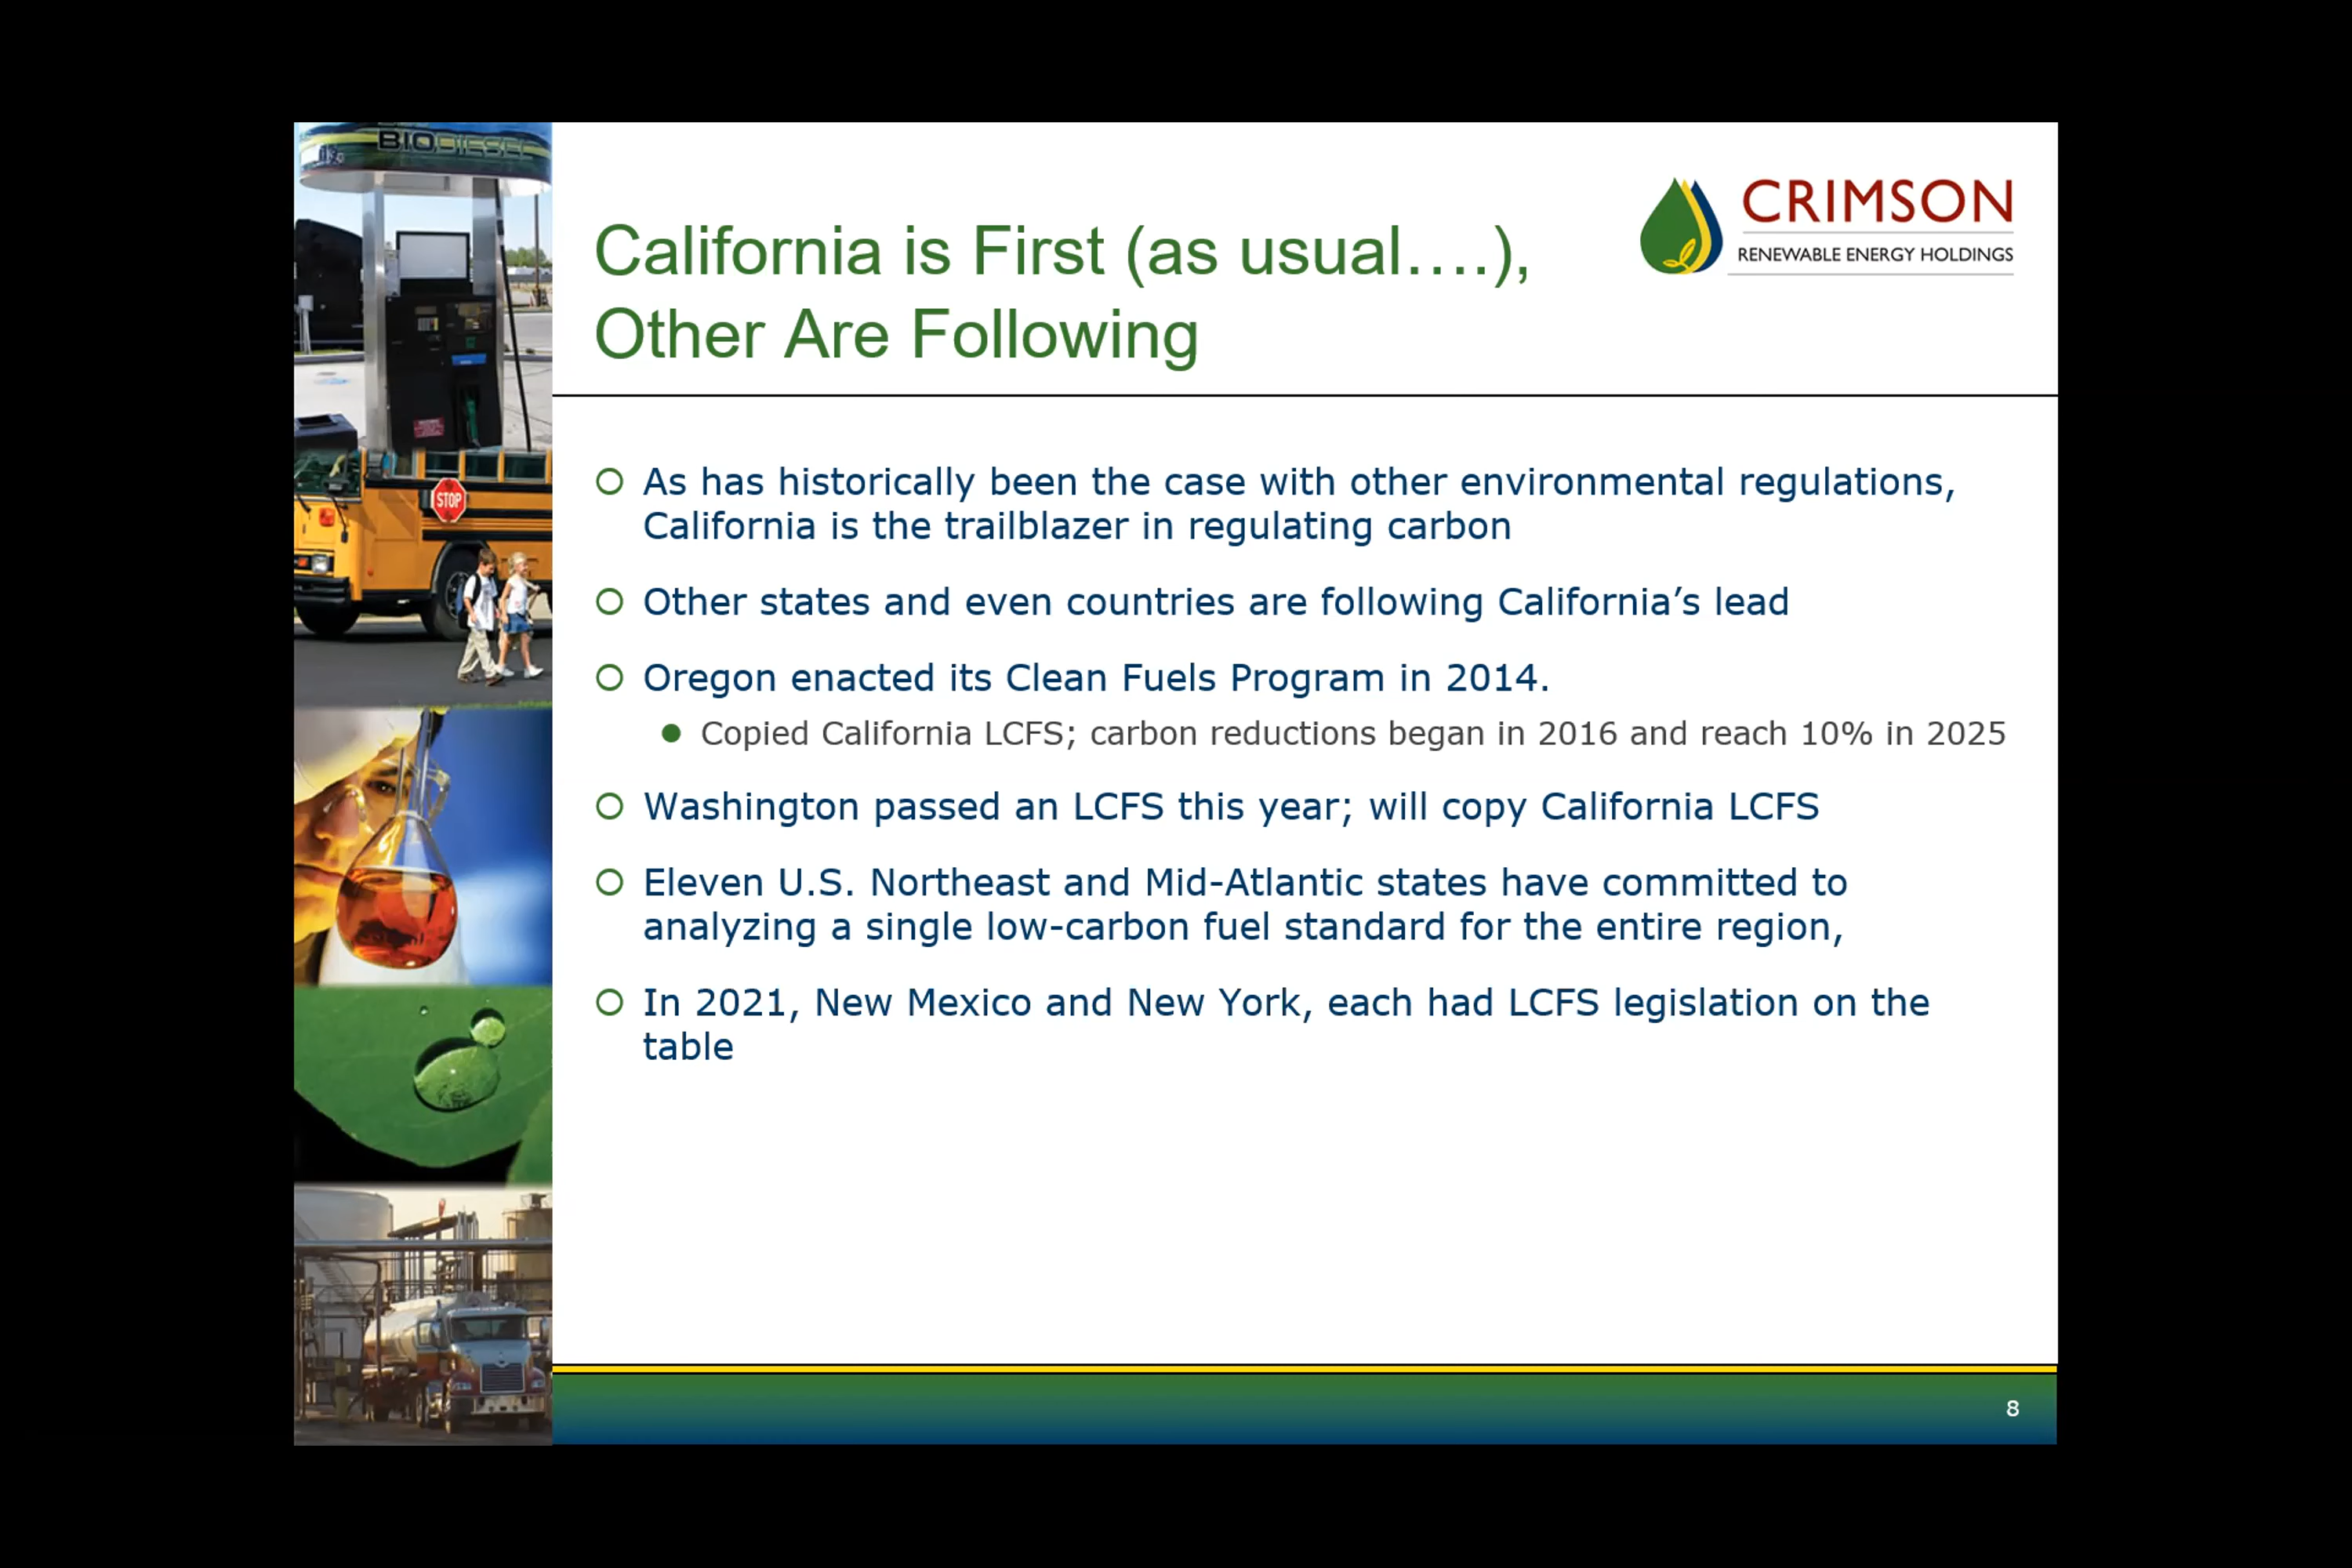 BIODIESEL
STOP
California is First (as usual....),
Other Are Following
CRIMSON
RENEWABLE ENERGY HOLDINGS
As has historically been the case with other environmental regulations,
California is the trailblazer in regulating carbon
Other states and even countries are following California’s lead
Oregon enacted its Clean Fuels Program in 2014.
Copied California LCFS; carbon reductions began in 2016 and reach 10% in 2025
Washington passed an LCFS this year; will copy California LCFS
Eleven U.S. Northeast and Mid-Atlantic states have committed to
analyzing a single low-carbon fuel standard for the entire region,
In 2021, New Mexico and New York, each had LCFS legislation on the
table
8